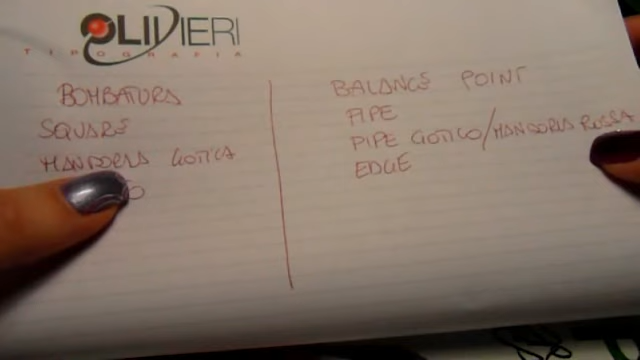 OLIVIERI
TIPOGRAFIA
BOMBATURA
SQUARE
MANDORLA GOTICA
BALANCE POINT
PIPE
PIPE GOTICO/MANDORLA RUSSA
EDGE